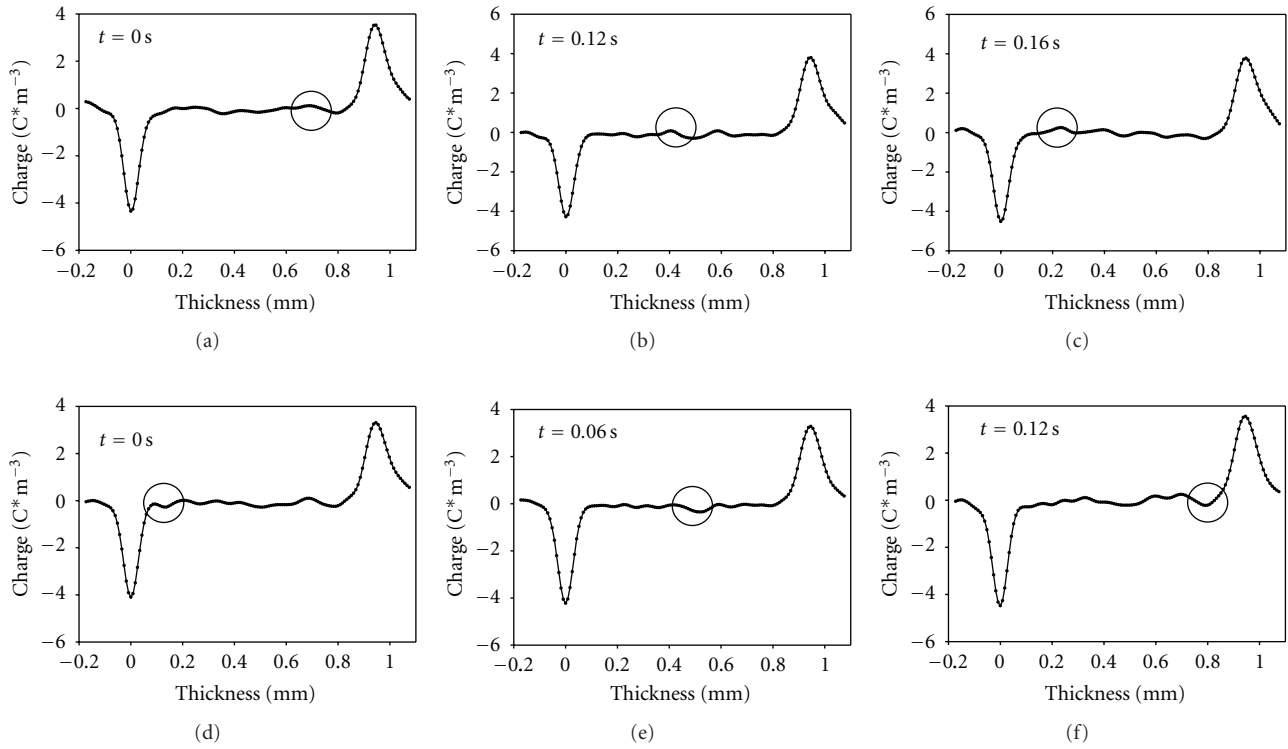 4
2
0
−2
−4
−6
Charge (C*m−3)
t = 0 s
−0.2 0 0.2 0.4 0.6 0.8 1
Thickness (mm)
(a)
6
4
2
0
−2
−4
−6
Charge (C*m−3)
t = 0.12 s
−0.2 0 0.2 0.4 0.6 0.8 1
Thickness (mm)
(b)
6
4
2
0
−2
−4
−6
Charge (C*m−3)
t = 0.16 s
−0.2 0 0.2 0.4 0.6 0.8 1
Thickness (mm)
(c)
4
2
0
−2
−4
−6
Charge (C*m−3)
t = 0 s
−0.2 0 0.2 0.4 0.6 0.8 1
Thickness (mm)
(d)
4
2
0
−2
−4
−6
Charge (C*m−3)
t = 0.06 s
−0.2 0 0.2 0.4 0.6 0.8 1
Thickness (mm)
(e)
4
2
0
−2
−4
−6
Charge (C*m−3)
t = 0.12 s
−0.2 0 0.2 0.4 0.6 0.8 1
Thickness (mm)
(f)